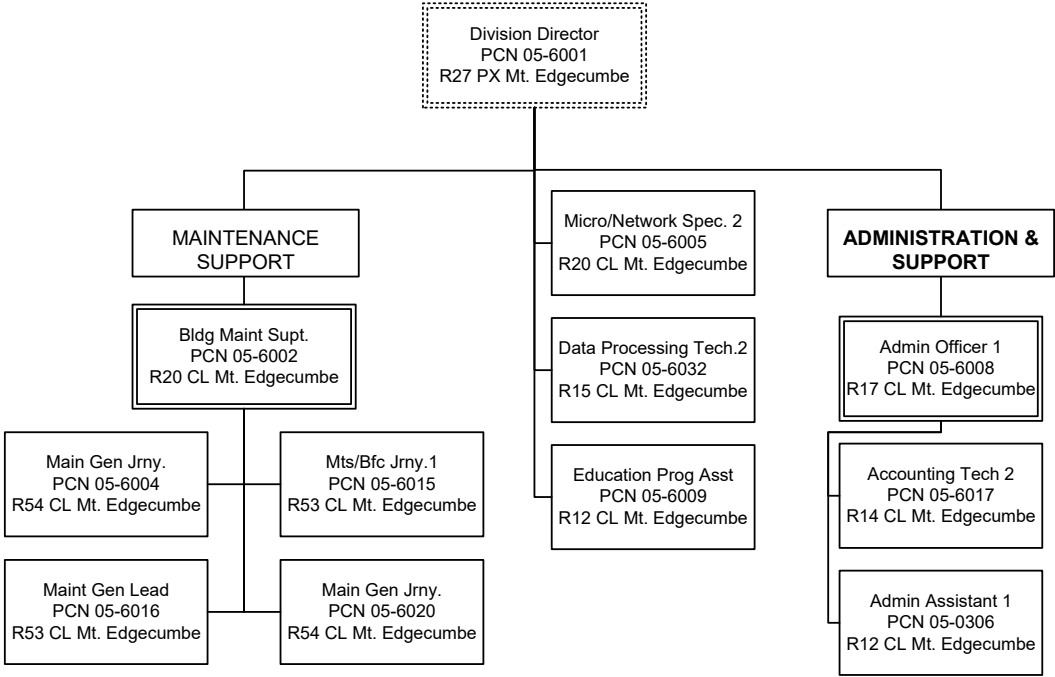 Division Director
PCN 05-6001
R27 PX Mt. Edgecumbe
MAINTENANCE
SUPPORT
Bldg Maint Supt.
PCN 05-6002
R20 CL Mt. Edgecumbe
Main Gen Jrny.
PCN 05-6004
R54 CL Mt. Edgecumbe
Mts/Bfc Jrny.1
PCN 05-6015
R53 CL Mt. Edgecumbe
Maint Gen Lead
PCN 05-6016
R53 CL Mt. Edgecumbe
Main Gen Jrny.
PCN 05-6020
R54 CL Mt. Edgecumbe
Micro/Network Spec. 2
PCN 05-6005
R20 CL Mt. Edgecumbe
Data Processing Tech.2
PCN 05-6032
R15 CL Mt. Edgecumbe
Education Prog Asst
PCN 05-6009
R12 CL Mt. Edgecumbe
ADMINISTRATION &
SUPPORT
Admin Officer 1
PCN 05-6008
R17 CL Mt. Edgecumbe
Accounting Tech 2
PCN 05-6017
R14 CL Mt. Edgecumbe
Admin Assistant 1
PCN 05-0306
R12 CL Mt. Edgecumbe